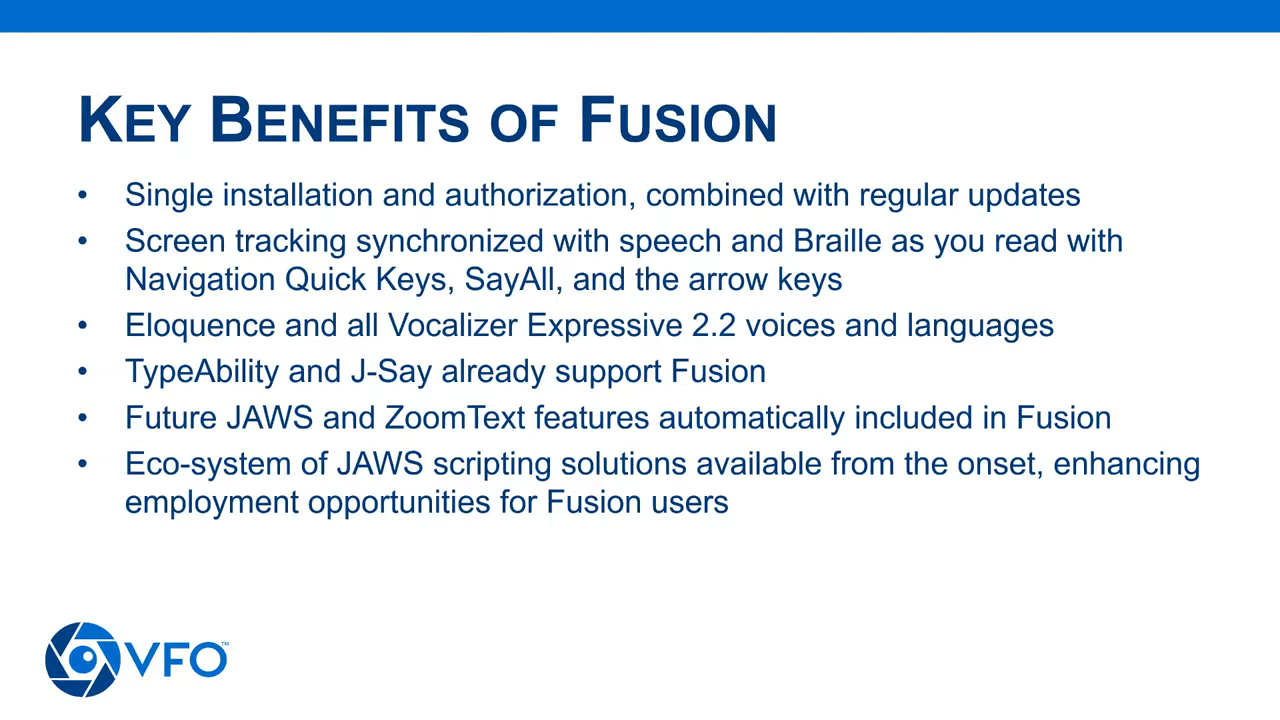 KEY BENEFITS OF FUSION
• Single installation and authorization, combined with regular updates
• Screen tracking synchronized with speech and Braille as you read with
Navigation Quick Keys, SayAll, and the arrow keys
• Eloquence and all Vocalizer Expressive 2.2 voices and languages
• TypeAbility and J-Say already support Fusion
• Future JAWS and ZoomText features automatically included in Fusion
• Eco-system of JAWS scripting solutions available from the onset, enhancing
employment opportunities for Fusion users
VFO™